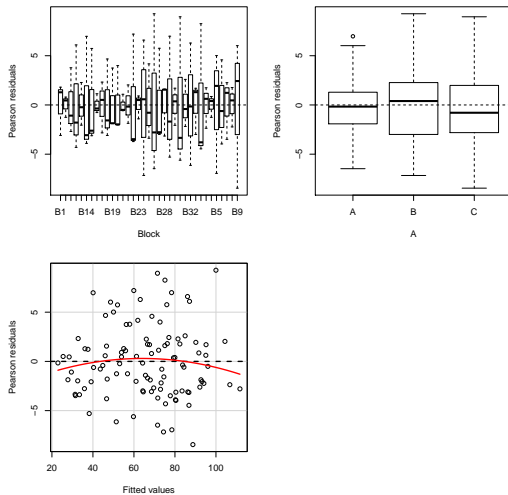 Pearson residuals
5
0
-5
B1 B14 B19 B23 B28 B32 B5 B9
Block
Pearson residuals
5
0
-5
A B C
A
Pearson residuals
5
0
-5
20 40 60 80 100
Fitted values